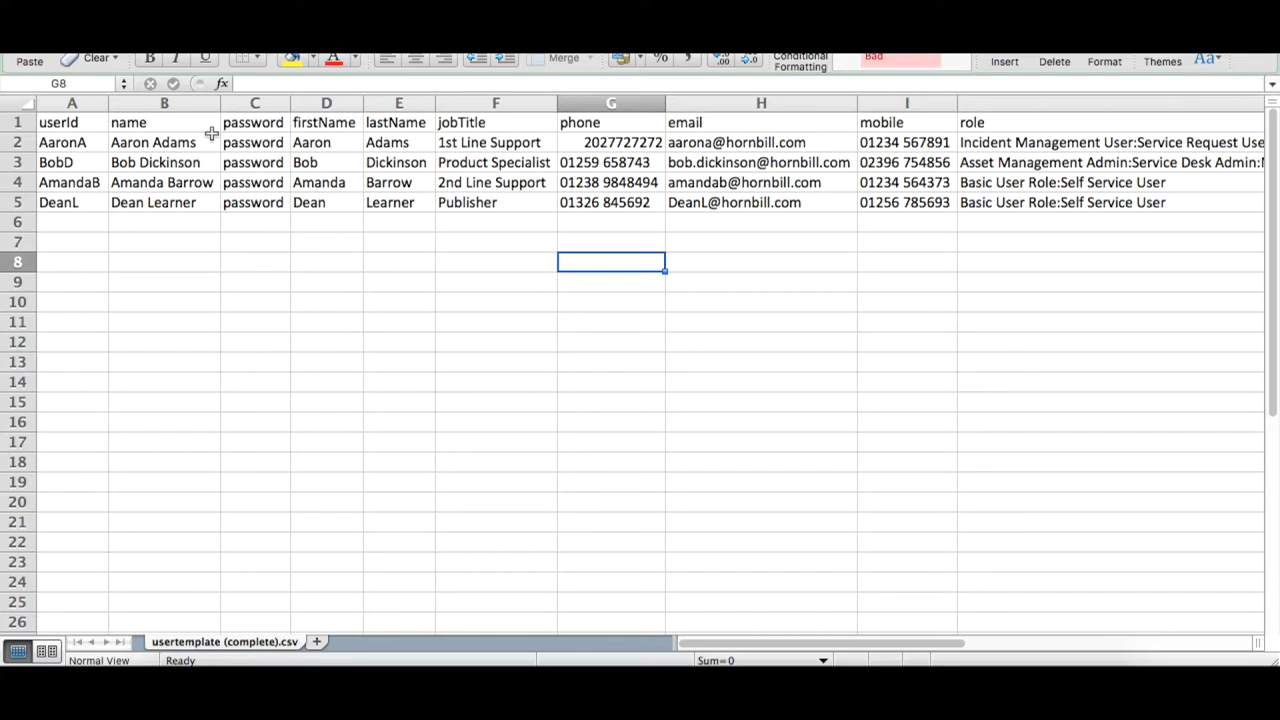 Paste Clear B I U Merge % , .0 .00 Conditional Formatting Bad Insert Delete Format Themes Aa
G8 fx
A B C D E F G H I
1 userId name password firstName lastName jobTitle phone email mobile role
2 AaronA Aaron Adams password Aaron Adams 1st Line Support 2027727272 aarona@hornbill.com 01234 567891 Incident Management User:Service Request Use
3 BobD Bob Dickinson password Bob Dickinson Product Specialist 01259 658743 bob.dickinson@hornbill.com 02396 754856 Asset Management Admin:Service Desk Admin:
4 AmandaB Amanda Barrow password Amanda Barrow 2nd Line Support 01238 9848494 amandab@hornbill.com 01234 564373 Basic User Role:Self Service User
5 DeanL Dean Learner password Dean Learner Publisher 01326 845692 DeanL@hornbill.com 01256 785693 Basic User Role:Self Service User
6
7
8
9
10
11
12
13
14
15
16
17
18
19
20
21
22
23
24
25
26
usertemplate (complete).csv +
Normal View Ready Sum=0